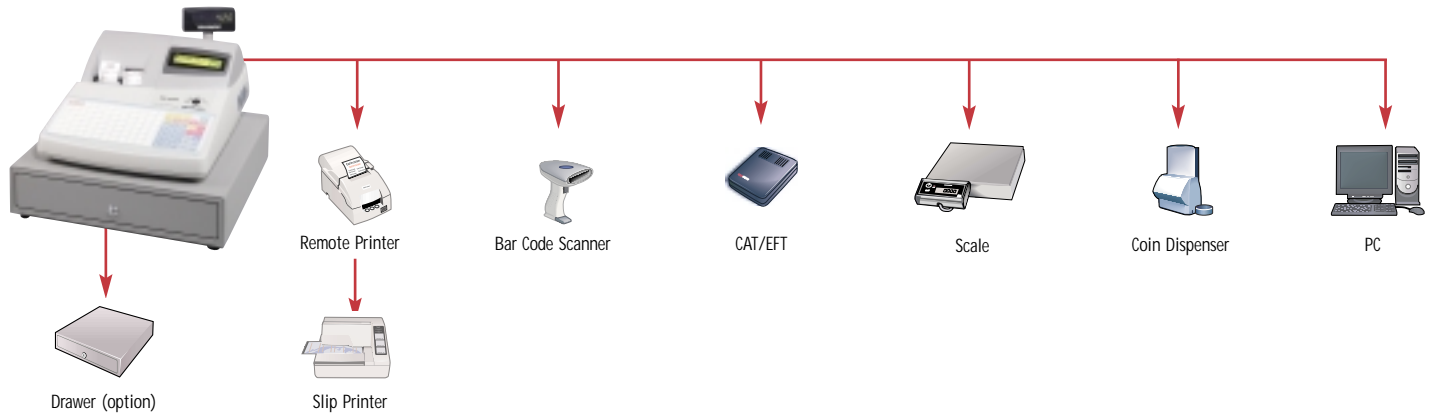 Remote Printer
Bar Code Scanner
CAT/EFT
Scale
Coin Dispenser
PC
Drawer (option)
Slip Printer